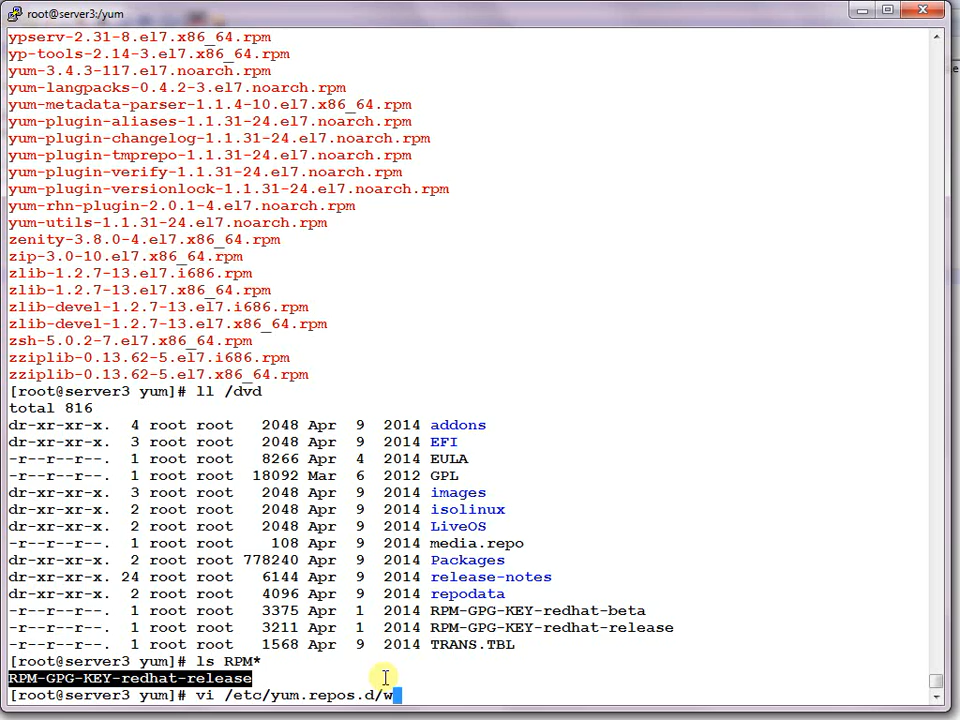 root@server3:/yum
ypserv-2.31-8.el7.x86_64.rpm
yp-tools-2.14-3.el7.x86_64.rpm
yum-3.4.3-117.el7.noarch.rpm
yum-langpacks-0.4.2-3.el7.noarch.rpm
yum-metadata-parser-1.1.4-10.el7.x86_64.rpm
yum-plugin-aliases-1.1.31-24.el7.noarch.rpm
yum-plugin-changelog-1.1.31-24.el7.noarch.rpm
yum-plugin-tmprepo-1.1.31-24.el7.noarch.rpm
yum-plugin-verify-1.1.31-24.el7.noarch.rpm
yum-plugin-versionlock-1.1.31-24.el7.noarch.rpm
yum-rhn-plugin-2.0.1-4.el7.noarch.rpm
yum-utils-1.1.31-24.el7.noarch.rpm
zenity-3.8.0-4.el7.x86_64.rpm
zip-3.0-10.el7.x86_64.rpm
zlib-1.2.7-13.el7.i686.rpm
zlib-1.2.7-13.el7.x86_64.rpm
zlib-devel-1.2.7-13.el7.i686.rpm
zlib-devel-1.2.7-13.el7.x86_64.rpm
zsh-5.0.2-7.el7.x86_64.rpm
zziplib-0.13.62-5.el7.i686.rpm
zziplib-0.13.62-5.el7.x86_64.rpm
[root@server3 yum]# ll /dvd
total 816
dr-xr-xr-x. 4 root root 2048 Apr 9 2014 addons
dr-xr-xr-x. 3 root root 2048 Apr 9 2014 EFI
-r--r--r--. 1 root root 8266 Apr 4 2014 EULA
-r--r--r--. 1 root root 18092 Mar 6 2012 GPL
dr-xr-xr-x. 3 root root 2048 Apr 9 2014 images
dr-xr-xr-x. 2 root root 2048 Apr 9 2014 isolinux
dr-xr-xr-x. 2 root root 2048 Apr 9 2014 LiveOS
-r--r--r--. 1 root root 108 Apr 9 2014 media.repo
dr-xr-xr-x. 2 root root 778240 Apr 9 2014 Packages
dr-xr-xr-x. 24 root root 6144 Apr 9 2014 release-notes
dr-xr-xr-x. 2 root root 4096 Apr 9 2014 repodata
-r--r--r--. 1 root root 3375 Apr 1 2014 RPM-GPG-KEY-redhat-beta
-r--r--r--. 1 root root 3211 Apr 1 2014 RPM-GPG-KEY-redhat-release
-r--r--r--. 1 root root 1568 Apr 9 2014 TRANS.TBL
[root@server3 yum]# ls RPM*
RPM-GPG-KEY-redhat-release
[root@server3 yum]# vi /etc/yum.repos.d/w